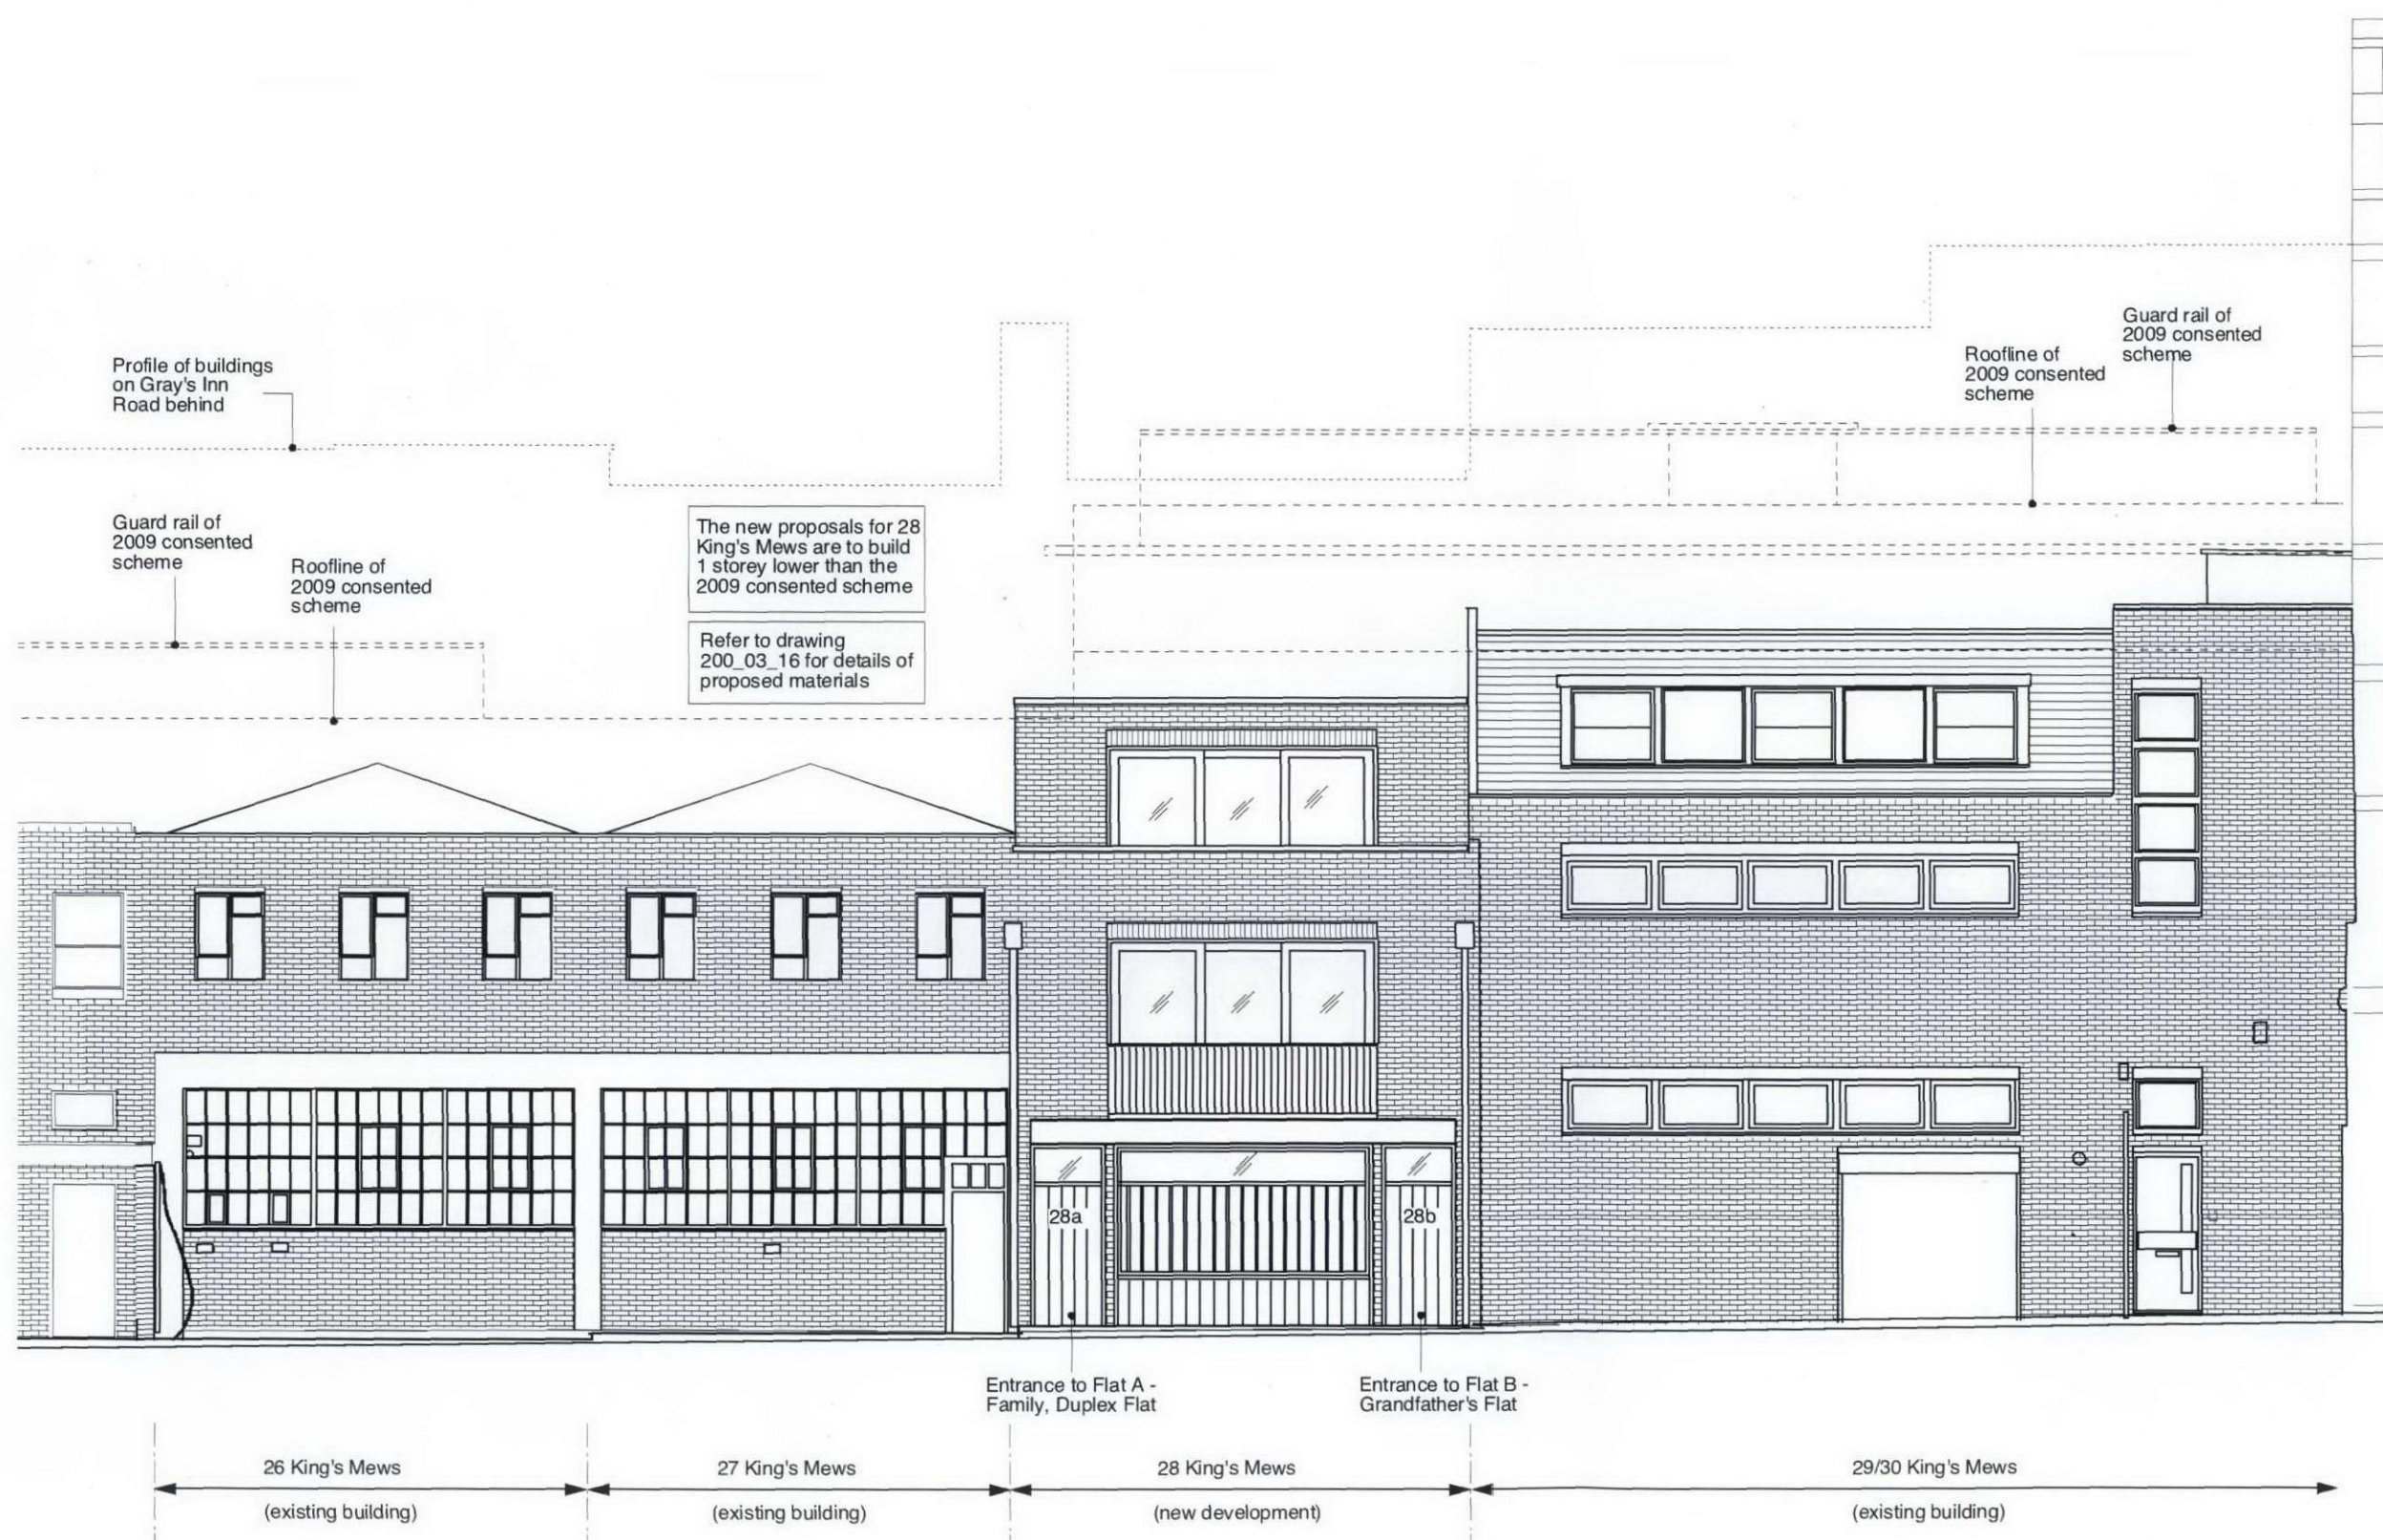 Guard rail of
2009 consented
scheme
Roofline of
2009 consented
scheme
Profile of buildings
on Gray's Inn
Road behind
Guard rail of
2009 consented
scheme
Roofline of
2009 consented
scheme
The new proposals for 28
King's Mews are to build
1 storey lower than the
2009 consented scheme
Refer to drawing
200_03_16 for details of
proposed materials
28a
28b
Entrance to Flat A -
Family, Duplex Flat
Entrance to Flat B -
Grandfather's Flat
26 King's Mews
(existing building)
27 King's Mews
(existing building)
28 King's Mews
(new development)
29/30 King's Mews
(existing building)